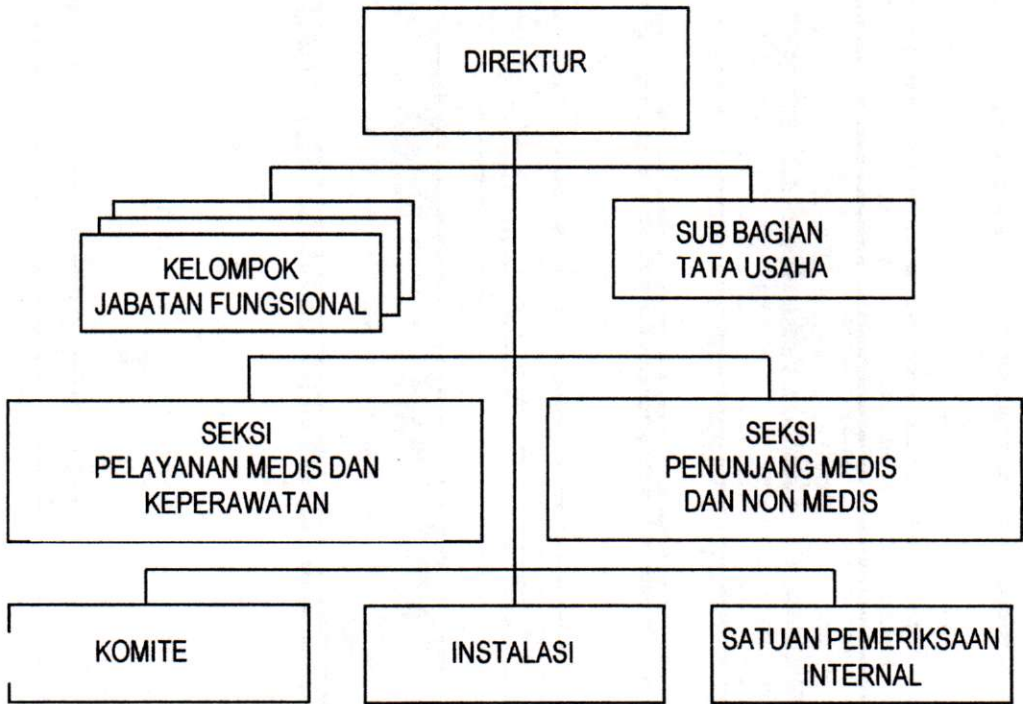 DIREKTUR
KELOMPOK
JABATAN FUNGSIONAL
SUB BAGIAN
TATA USAHA
SEKSI
PELAYANAN MEDIS DAN
KEPERAWATAN
SEKSI
PENUNJANG MEDIS
DAN NON MEDIS
KOMITE
INSTALASI
SATUAN PEMERIKSAAN
INTERNAL